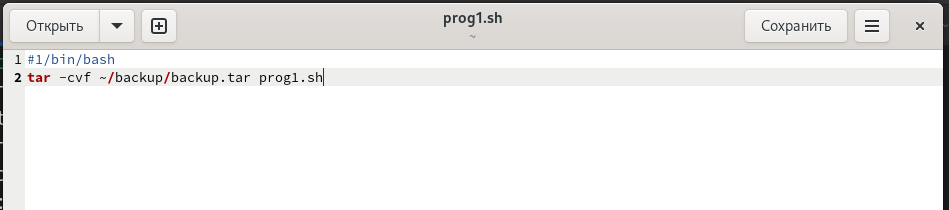 Открыть
prog1.sh
~
Сохранить
1 #1/bin/bash
2 tar -cvf ~/backup/backup.tar prog1.sh